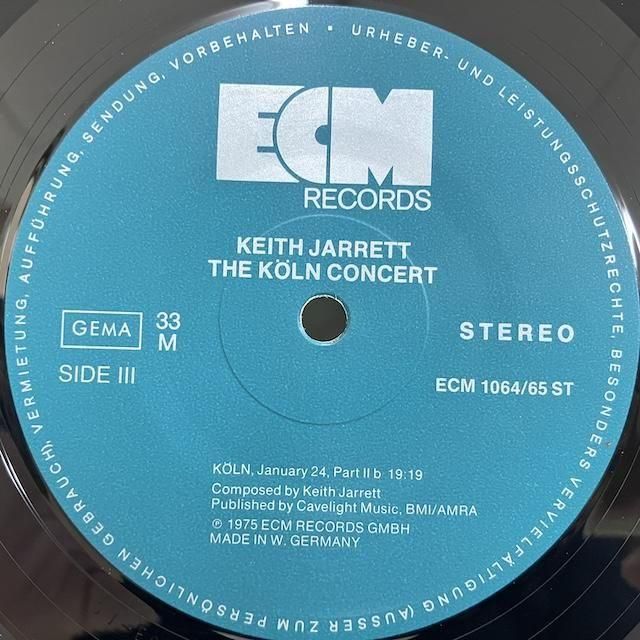 URHEBER- UND LEISTUNGSSCHUTZRECHTE, BESONDERS VERVIELFÄLTIGUNG (AUSSER ZUM PERSÖNLICHEN GEBRAUCH), VERMIETUNG, AUFFÜHRUNG, SENDUNG, VORBEHALTEN •
ECM
RECORDS
KEITH JARRETT
THE KÖLN CONCERT
GEMA 33 STEREO
M
SIDE III ECM 1064/65 ST
KÖLN, January 24, Part II b 19:19
Composed by Keith Jarrett
Published by Cavelight Music, BMI/AMRA
℗ 1975 ECM RECORDS GMBH
MADE IN W. GERMANY